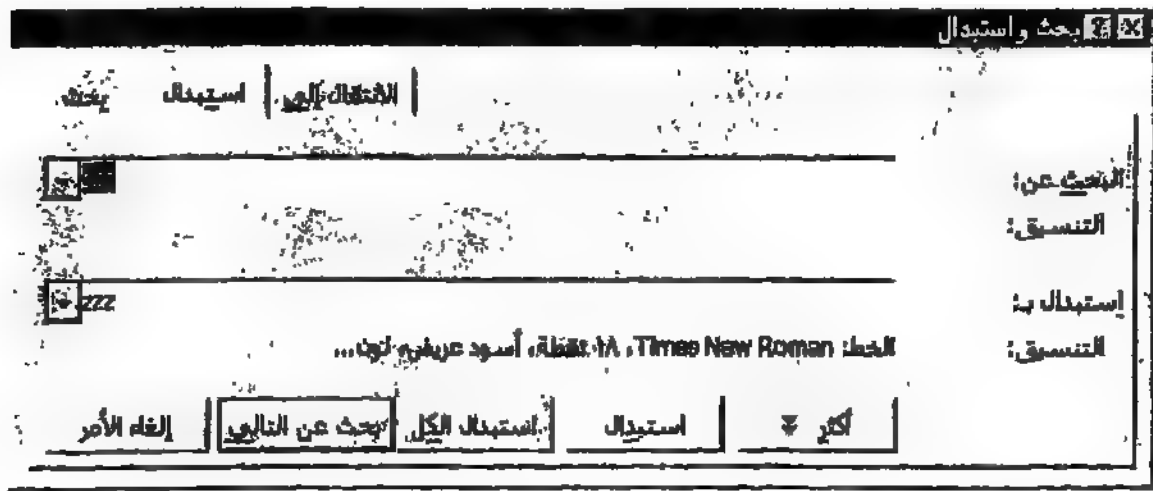 بحث و استبدال
الانتقال إلى استبدال بحث
البحث عن:
التنسيق:
إستبدال بـ: zzz
التنسيق: الخط: Times New Roman، ١٨ نقطة، أسود عريض، لون...
أكثر استبدال استبدال الكل بحث عن التالي إلغاء الأمر